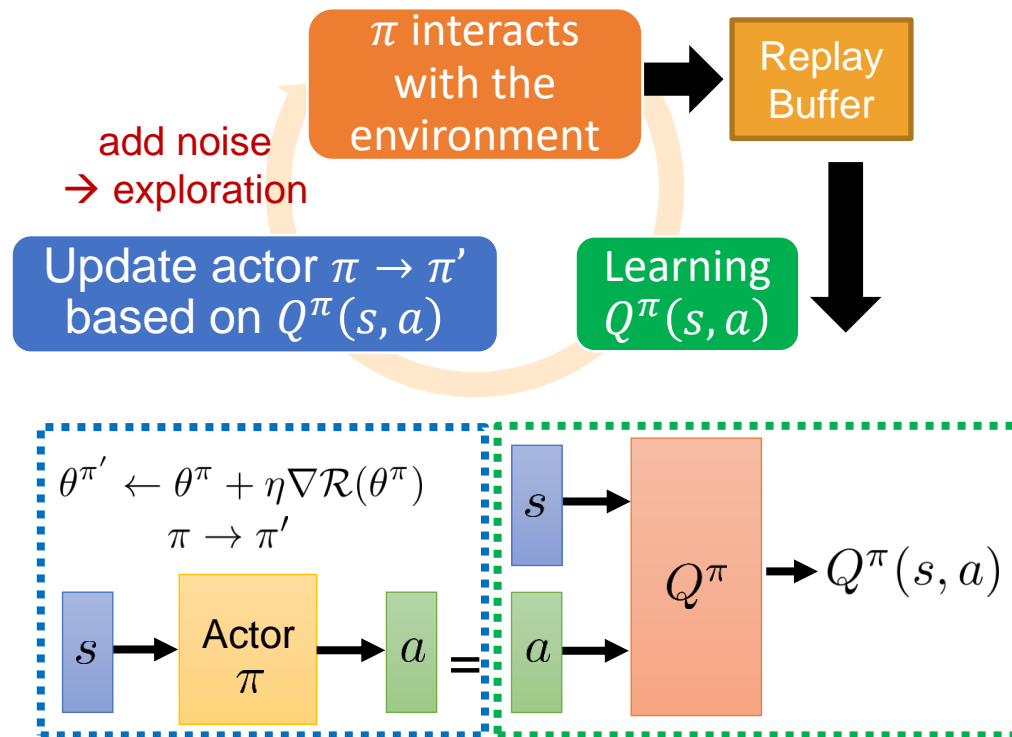 π interacts
with the
environment
Replay
Buffer
add noise
→ exploration
Update actor π → π’
based on Q^π(s, a)
Learning
Q^π(s, a)
θ^{π′} ← θ^π + η∇ℛ(θ^π)
π → π′
s
Actor
π
a
=
s
a
Q^π
Q^π(s, a)